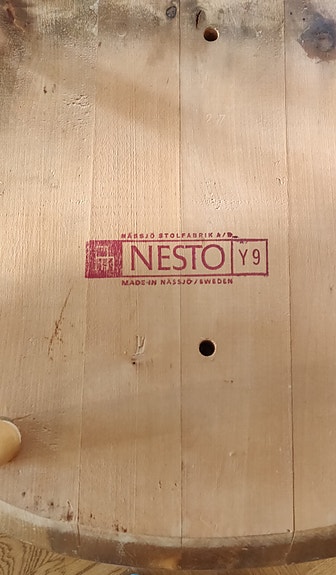 NÄSSJÖ STOLFABRIK A/B
NESTO Y9
MADE IN NÄSSJÖ/SWEDEN